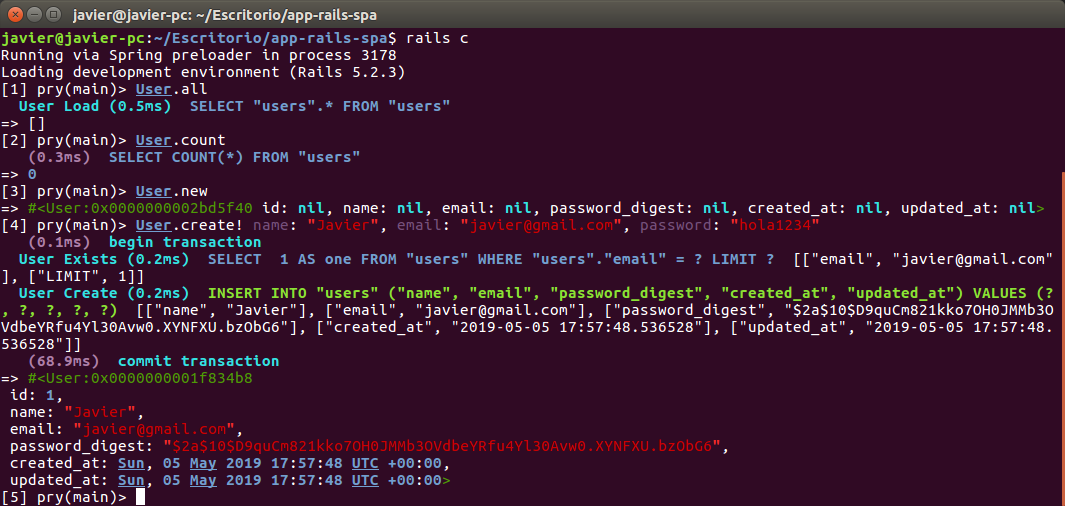 javier@javier-pc: ~/Escritorio/app-rails-spa
javier@javier-pc:~/Escritorio/app-rails-spa$ rails c
Running via Spring preloader in process 3178
Loading development environment (Rails 5.2.3)
[1] pry(main)> User.all
  User Load (0.5ms)  SELECT "users".* FROM "users"
=> []
[2] pry(main)> User.count
   (0.3ms)  SELECT COUNT(*) FROM "users"
=> 0
[3] pry(main)> User.new
=> #<User:0x0000000002bd5f40 id: nil, name: nil, email: nil, password_digest: nil, created_at: nil, updated_at: nil>
[4] pry(main)> User.create! name: "Javier", email: "javier@gmail.com", password: "hola1234"
   (0.1ms)  begin transaction
  User Exists (0.2ms)  SELECT  1 AS one FROM "users" WHERE "users"."email" = ? LIMIT ?  [["email", "javier@gmail.com"
], ["LIMIT", 1]]
  User Create (0.2ms)  INSERT INTO "users" ("name", "email", "password_digest", "created_at", "updated_at") VALUES (?
, ?, ?, ?, ?)  [["name", "Javier"], ["email", "javier@gmail.com"], ["password_digest", "$2a$10$D9quCm821kko7OH0JMMb3O
VdbeYRfu4Yl30Avw0.XYNFXU.bzObG6"], ["created_at", "2019-05-05 17:57:48.536528"], ["updated_at", "2019-05-05 17:57:48.
536528"]]
   (68.9ms)  commit transaction
=> #<User:0x0000000001f834b8
 id: 1,
 name: "Javier",
 email: "javier@gmail.com",
 password_digest: "$2a$10$D9quCm821kko7OH0JMMb3OVdbeYRfu4Yl30Avw0.XYNFXU.bzObG6",
 created_at: Sun, 05 May 2019 17:57:48 UTC +00:00,
 updated_at: Sun, 05 May 2019 17:57:48 UTC +00:00>
[5] pry(main)>